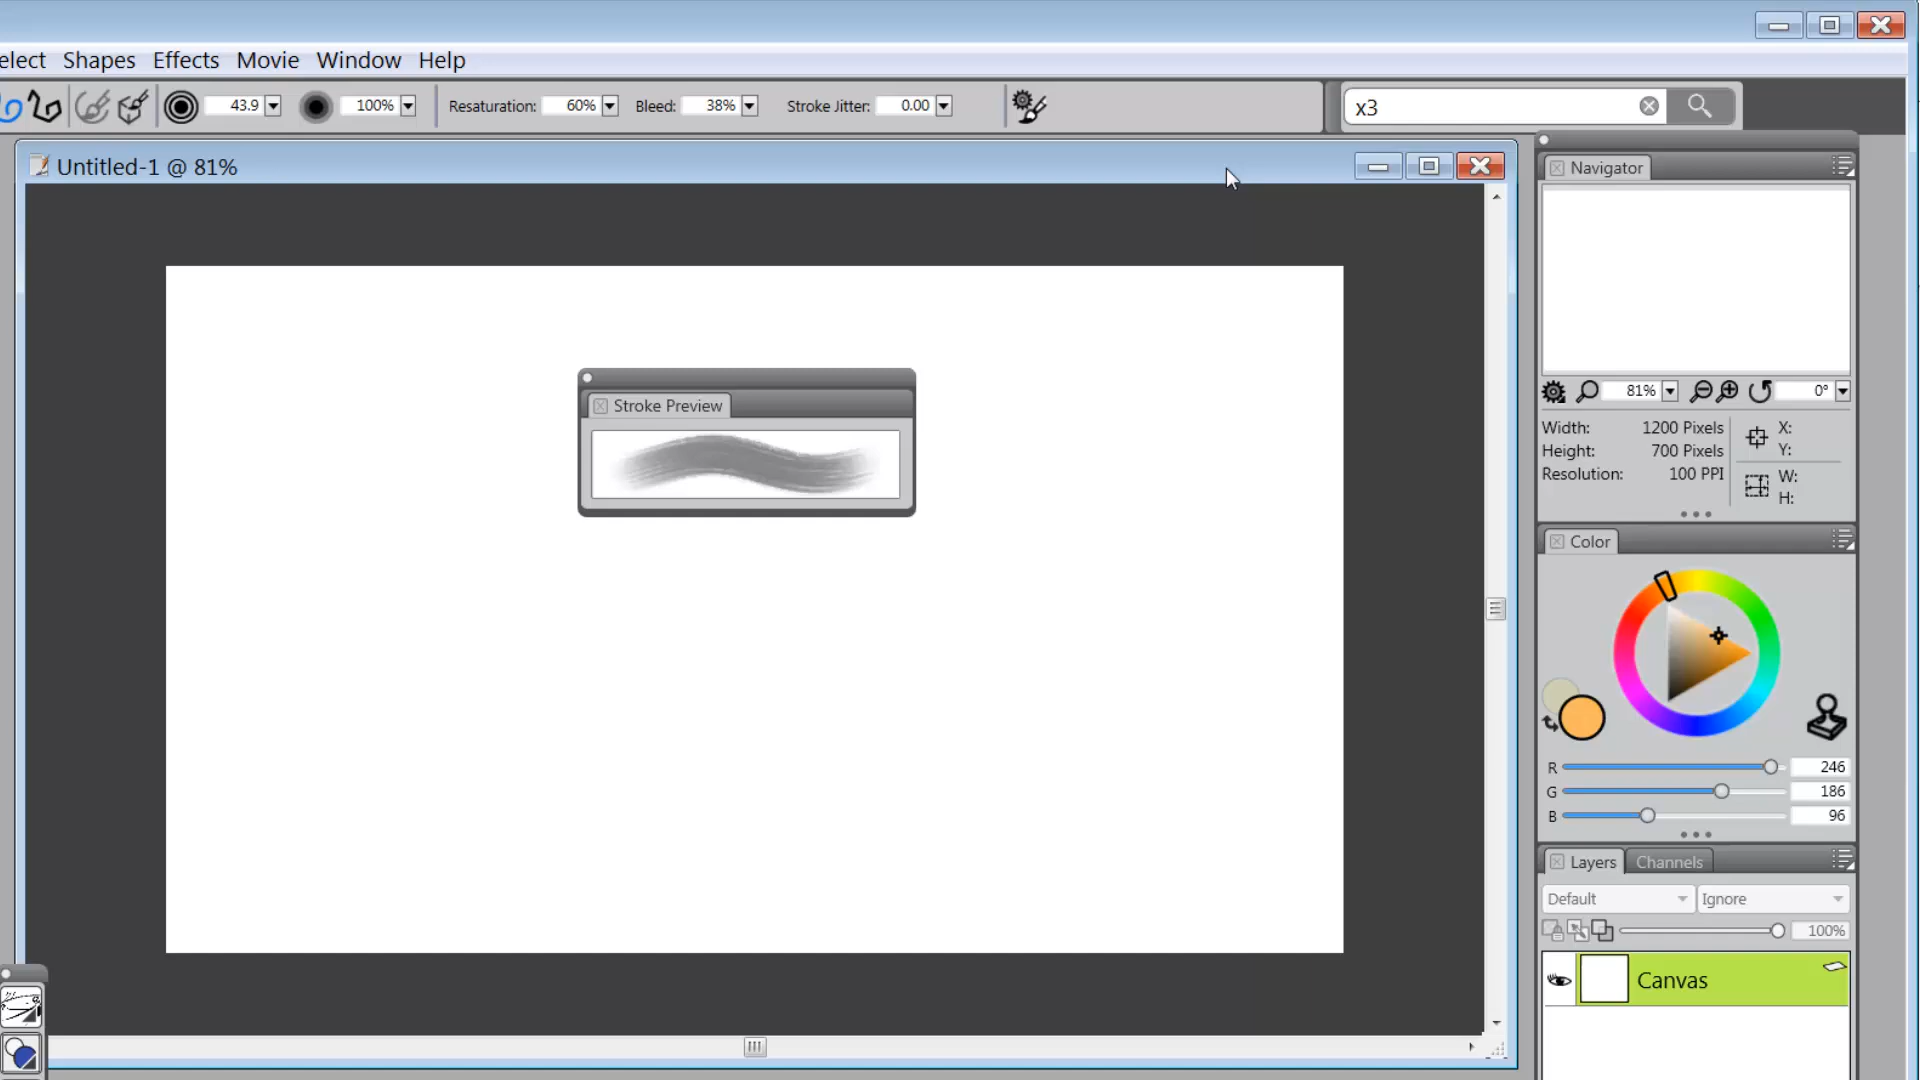 elect Shapes Effects Movie Window Help
43.9 100% Resaturation: 60% Bleed: 38% Stroke Jitter: 0.00 x3
Untitled-1 @ 81%
Stroke Preview
Navigator
81% 0°
Width: 1200 Pixels X:
Height: 700 Pixels Y:
Resolution: 100 PPI W:
H:
Color
R 246
G 186
B 96
Layers Channels
Default Ignore
100%
Canvas